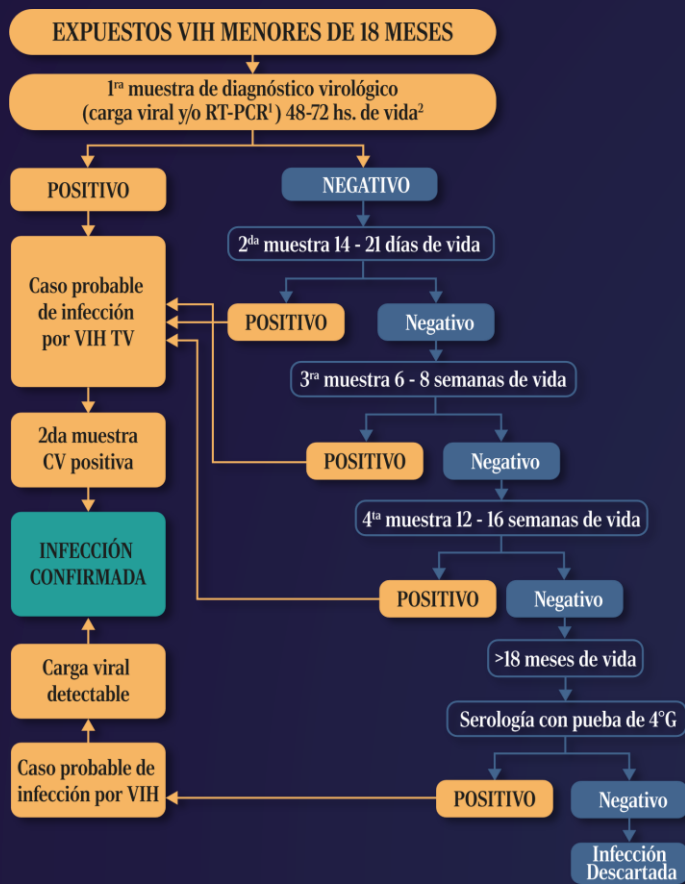 EXPUESTOS VIH MENORES DE 18 MESES
1ra muestra de diagnóstico virológico
(carga viral y/o RT-PCR¹ ) 48-72 hs. de vida²
POSITIVO
NEGATIVO
2da muestra 14 - 21 días de vida
Caso probable
de infección
por VIH TV
POSITIVO
Negativo
3ra muestra 6 - 8 semanas de vida
2da muestra
CV positiva
POSITIVO
Negativo
4ta muestra 12 - 16 semanas de vida
INFECCIÓN
CONFIRMADA
POSITIVO
Negativo
>18 meses de vida
Carga viral
detectable
Serología con pueba de 4°G
Caso probable de
infección por VIH
POSITIVO
Negativo
Infección
Descartada